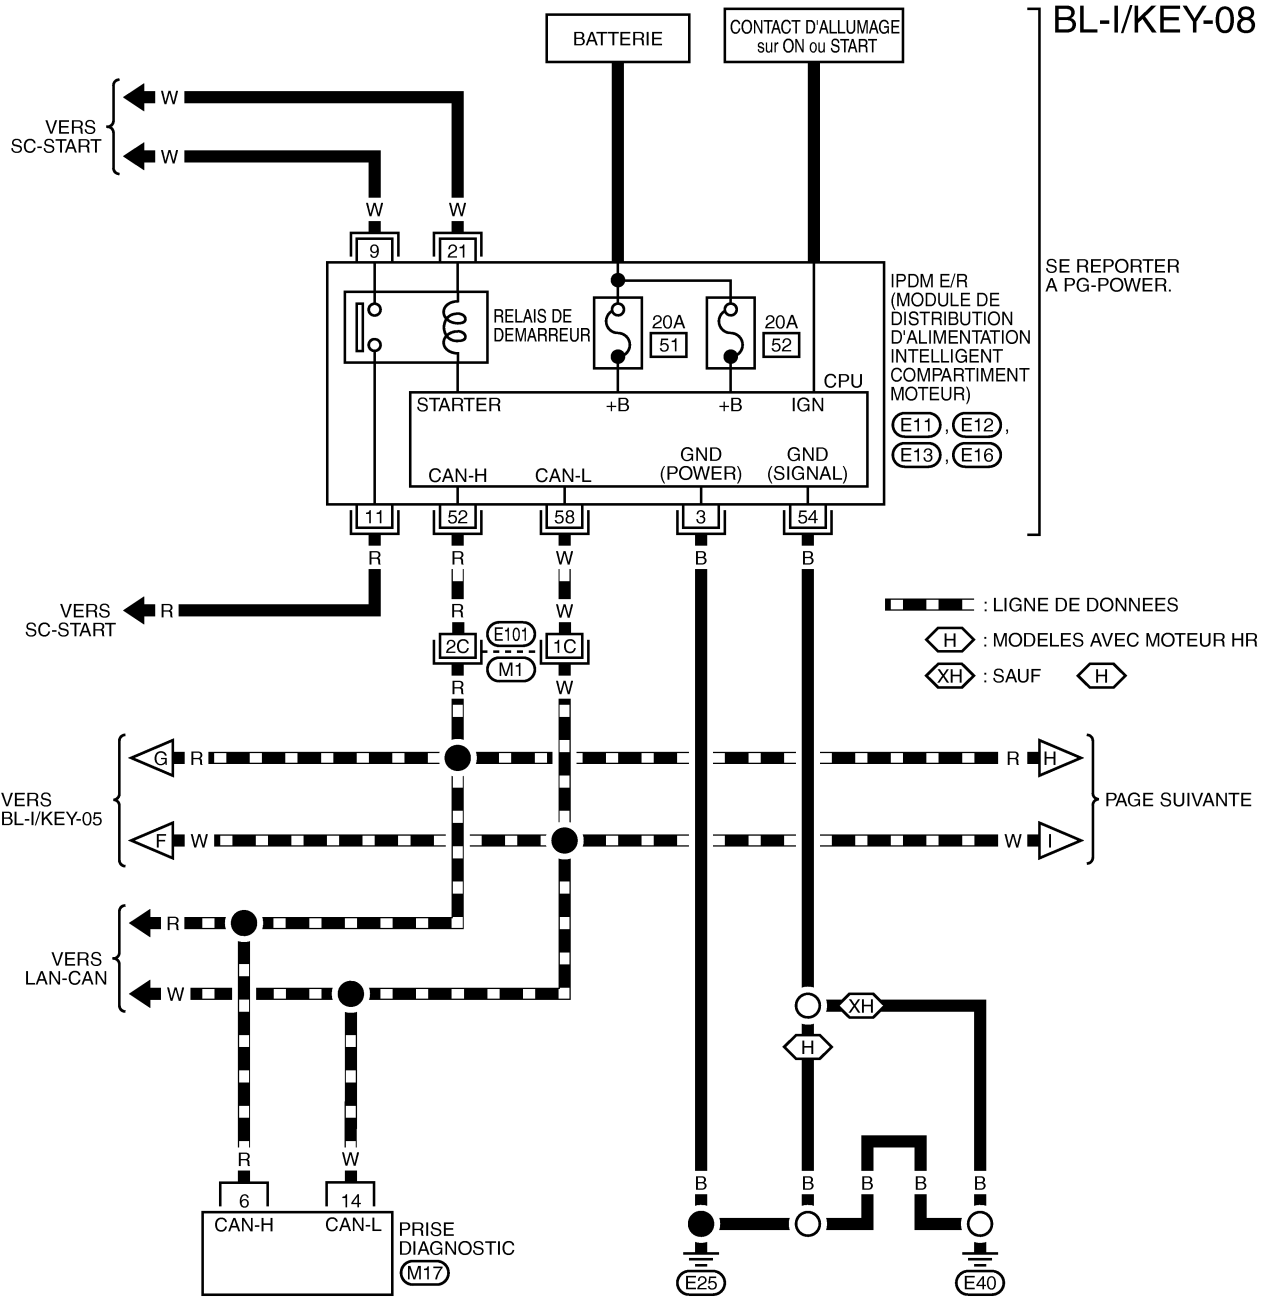 BL-I/KEY-08
BATTERIE
CONTACT D'ALLUMAGE
sur ON ou START
W
VERS
SC-START
W
W
W
9
21
SE REPORTER
A PG-POWER.
IPDM E/R
(MODULE DE
DISTRIBUTION
D'ALIMENTATION
INTELLIGENT
COMPARTIMENT
MOTEUR)
E11 , E12 ,
E13 , E16
RELAIS DE
DEMARREUR
20A
51
20A
52
CPU
STARTER
+B
+B
IGN
CAN-H
CAN-L
GND
(POWER)
GND
(SIGNAL)
11
52
58
3
54
R
R
W
B
B
VERS
SC-START
R
R
W
: LIGNE DE DONNEES
H : MODELES AVEC MOTEUR HR
XH : SAUF H
2C
E101
M1
1C
R
W
VERS
BL-I/KEY-05
G
R
R
H
F
W
W
I
PAGE SUIVANTE
VERS
LAN-CAN
R
W
XH
H
R
W
B
B
B
B
B
6
14
CAN-H
CAN-L
PRISE
DIAGNOSTIC
M17
E25
E40